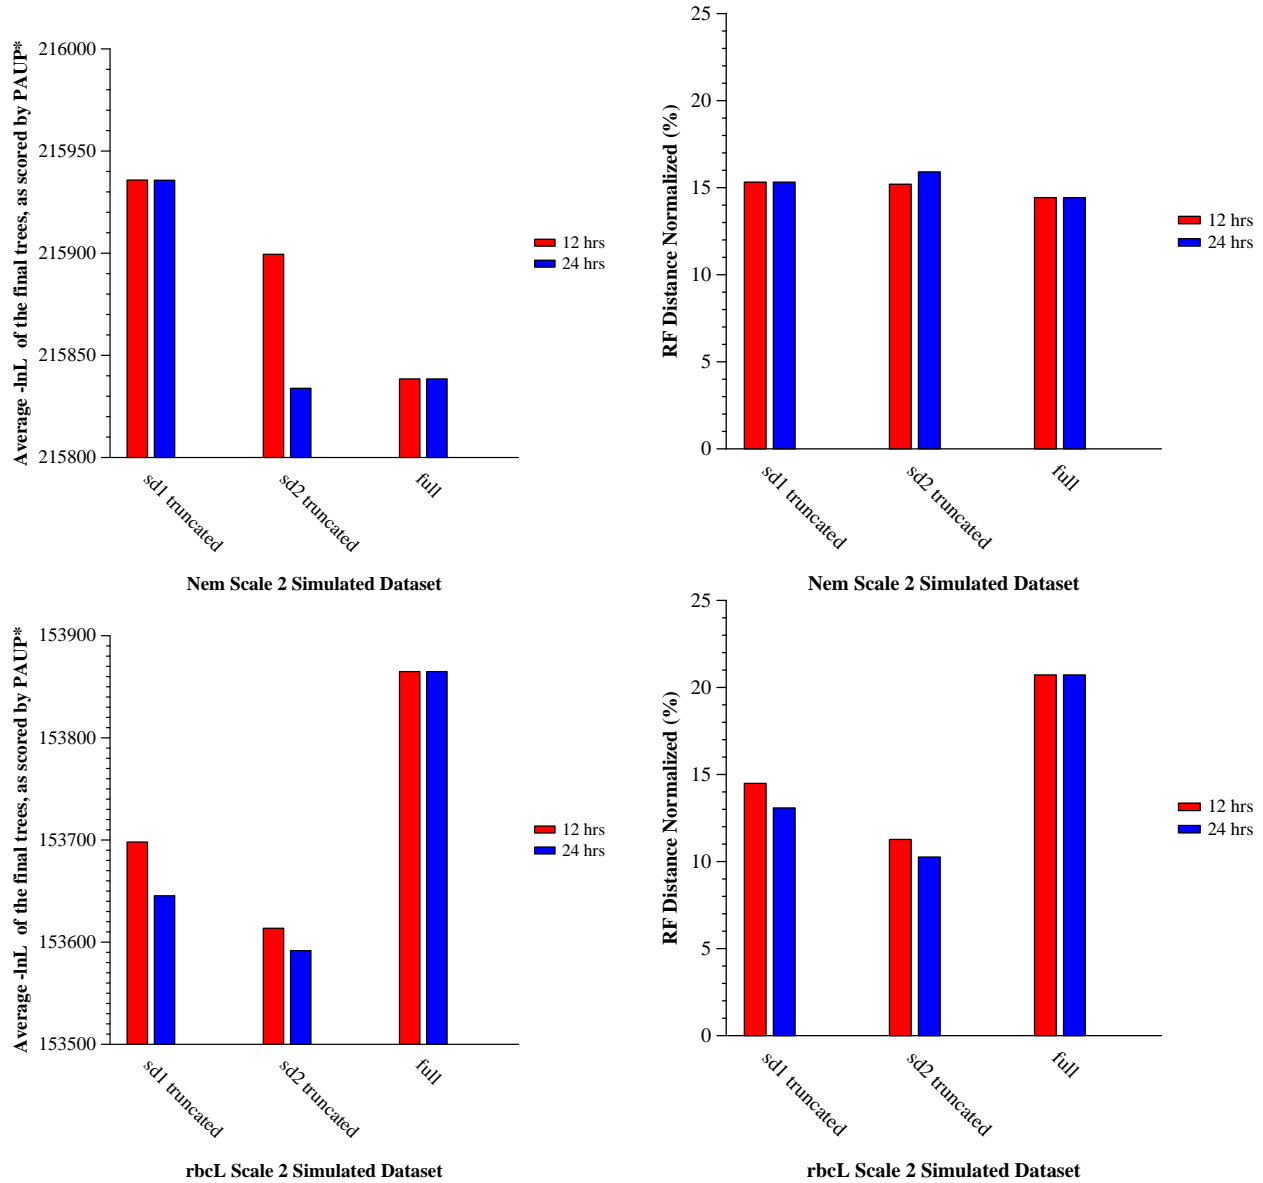 Average -lnL of the final trees, as scored by PAUP*
216000
215950
215900
215850
215800
sd1 truncated
sd2 truncated
full
12 hrs
24 hrs
Nem Scale 2 Simulated Dataset
RF Distance Normalized (%)
25
20
15
10
5
0
sd1 truncated
sd2 truncated
full
12 hrs
24 hrs
Nem Scale 2 Simulated Dataset
Average -lnL of the final trees, as scored by PAUP*
153900
153800
153700
153600
153500
sd1 truncated
sd2 truncated
full
12 hrs
24 hrs
rbcL Scale 2 Simulated Dataset
RF Distance Normalized (%)
25
20
15
10
5
0
sd1 truncated
sd2 truncated
full
12 hrs
24 hrs
rbcL Scale 2 Simulated Dataset